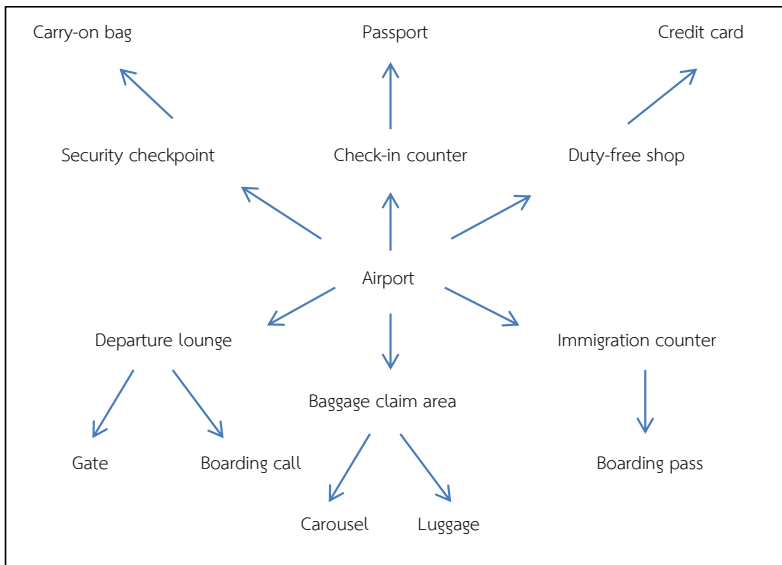 Carry-on bag
Passport
Credit card
Security checkpoint
Check-in counter
Duty-free shop
Airport
Departure lounge
Immigration counter
Baggage claim area
Gate
Boarding call
Boarding pass
Carousel
Luggage